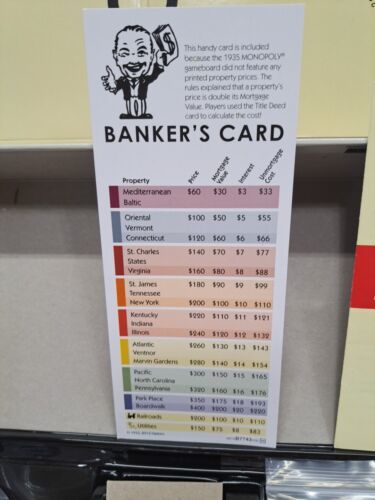 This handy card is included
because the 1935 MONOPOLY®
gameboard did not feature any
printed property prices. The
rules explained that a property's
price is double its Mortgage
Value. Players used the Title Deed
card to calculate the cost!
BANKER'S CARD
Property Price Mortgage Value Interest Unmortgage Cost
Mediterranean $60 $30 $3 $33
Baltic
Oriental $100 $50 $5 $55
Vermont
Connecticut $120 $60 $6 $66
St. Charles $140 $70 $7 $77
States
Virginia $160 $80 $8 $88
St. James $180 $90 $9 $99
Tennessee
New York $200 $100 $10 $110
Kentucky $220 $110 $11 $121
Indiana
Illinois $240 $120 $12 $132
Atlantic $260 $130 $13 $143
Ventnor
Marvin Gardens $280 $140 $14 $154
Pacific $300 $150 $15 $165
North Carolina
Pennsylvania $320 $160 $16 $176
Park Place $350 $175 $18 $193
Boardwalk $400 $200 $20 $220
Railroads $200 $100 $10 $110
Utilities $150 $75 $8 $83